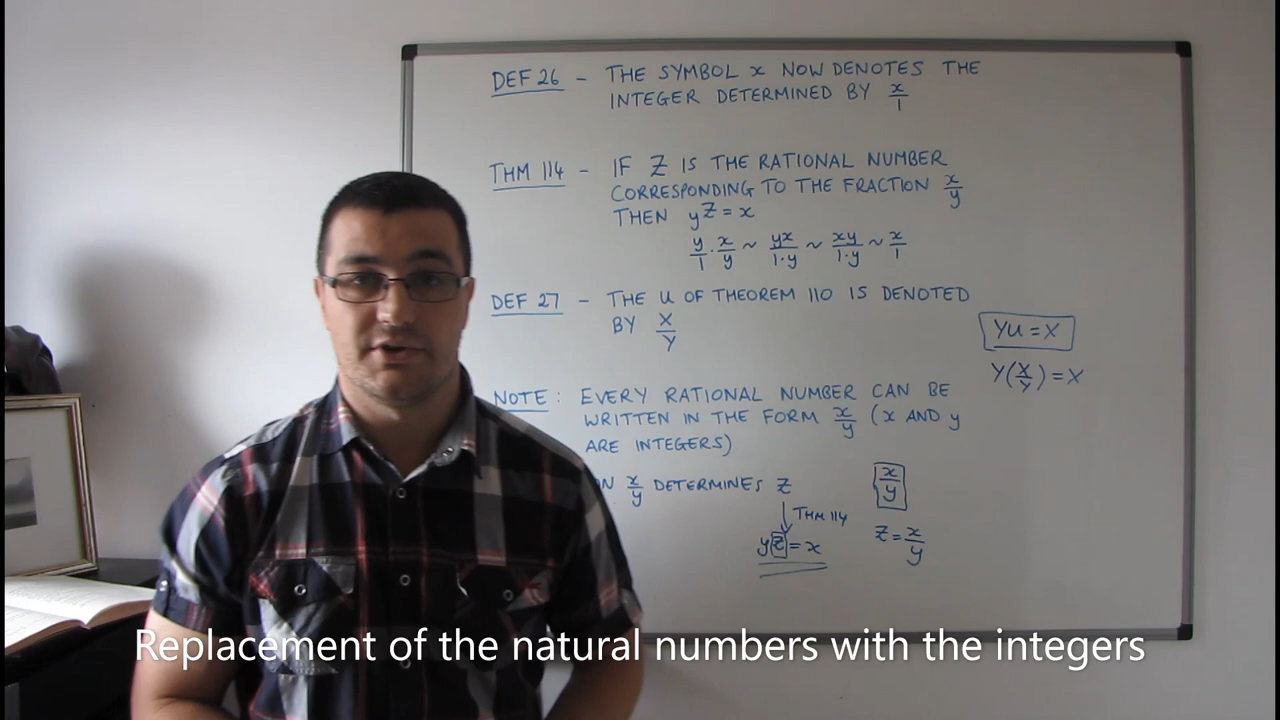 DEF 26 - THE SYMBOL x NOW DENOTES THE
INTEGER DETERMINED BY x/1
THM 114 - IF Z IS THE RATIONAL NUMBER
CORRESPONDING TO THE FRACTION x/y
THEN yZ = x
y/1 · x/y ~ yx/1·y ~ xy/1·y ~ x/1
DEF 27 - THE U OF THEOREM 110 IS DENOTED
BY X/Y
YU = X
Y(X/Y) = X
NOTE: EVERY RATIONAL NUMBER CAN BE
WRITTEN IN THE FORM x/y (x AND y
ARE INTEGERS)
N x/y DETERMINES Z
x/y
THM 114
yZ = x
Z = x/y
Replacement of the natural numbers with the integers